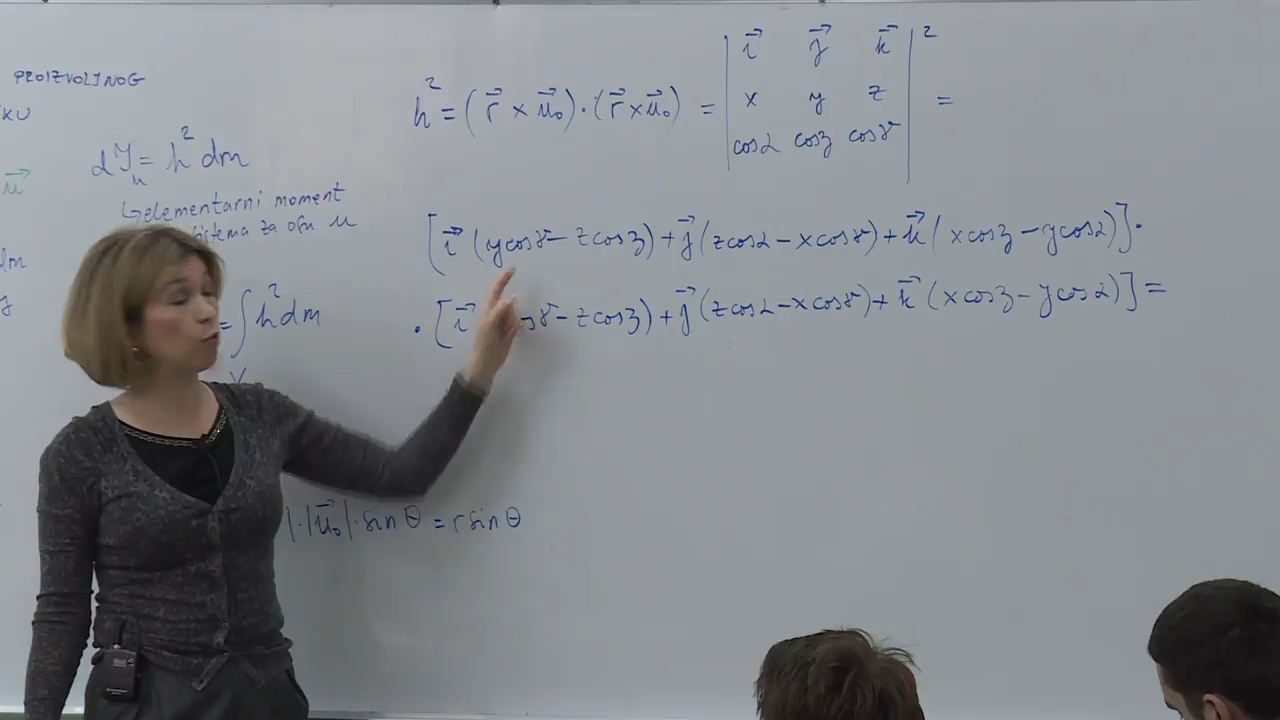 PROIZVOLJNOG
KU
dJ_u = h² dm
u⃗
↳ elementarni moment
sistema za osu u
dm
= ∫ h² dm
V
|·|u⃗₀|·sin θ = r sin θ
h² = (r⃗ × u⃗₀)·(r⃗ × u⃗₀) = | i⃗ j⃗ k⃗ |² =
x y z
cosα cosβ cosγ
[i⃗ (y cosγ − z cosβ) + j⃗ (z cosα − x cosγ) + k⃗ (x cosβ − y cosα)]·
·[i⃗ cosγ − z cosβ) + j⃗ (z cosα − x cosγ) + k⃗ (x cosβ − y cosα)] =